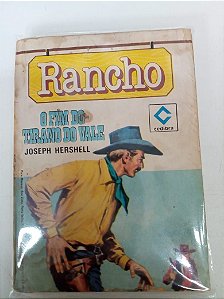 Rancho
O FIM DO
TIRANO DO VALE
JOSEPH HERSHELL
CEDIBRA